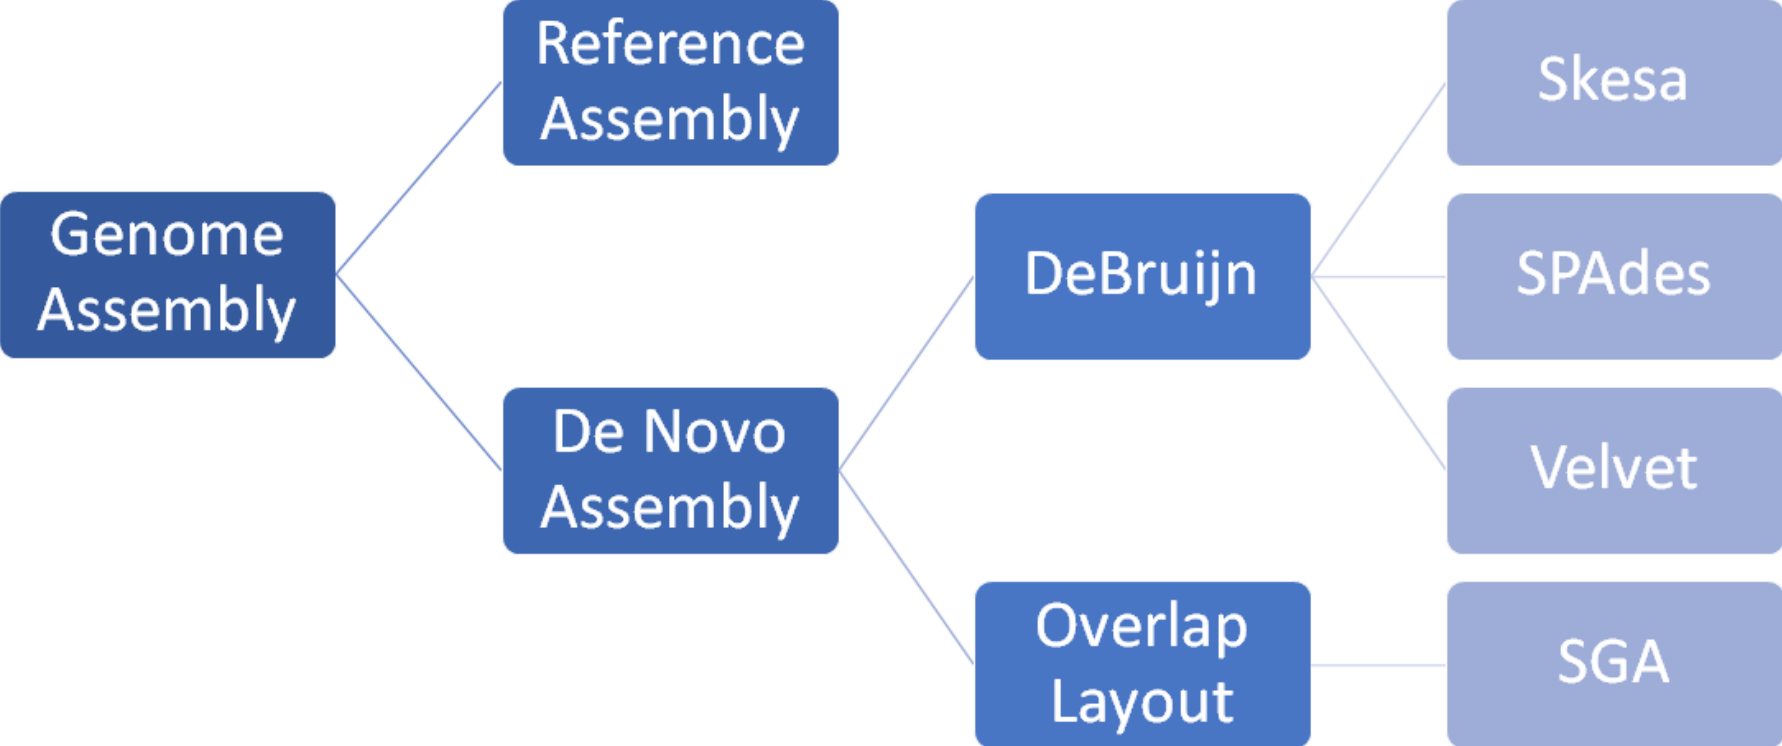 Genome
Assembly
Reference
Assembly
De Novo
Assembly
DeBruijn
Overlap
Layout
Skesa
SPAdes
Velvet
SGA